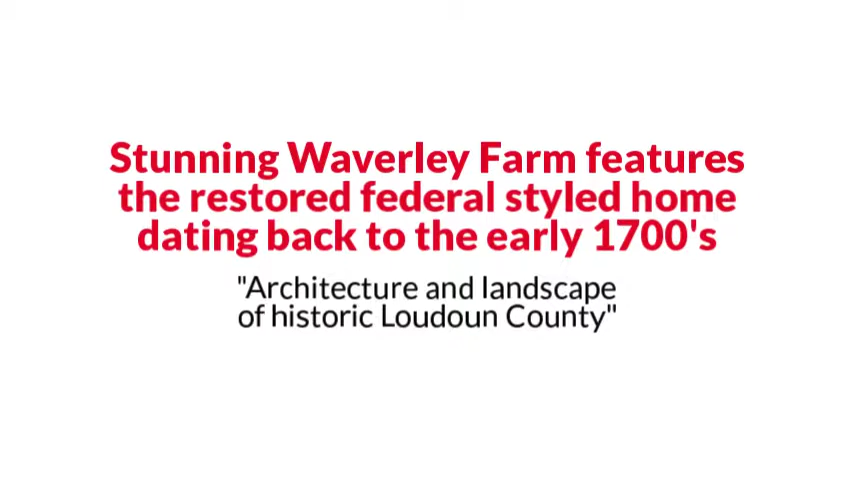 Stunning Waverley Farm features
the restored federal styled home
dating back to the early 1700's
"Architecture and landscape
of historic Loudoun County"